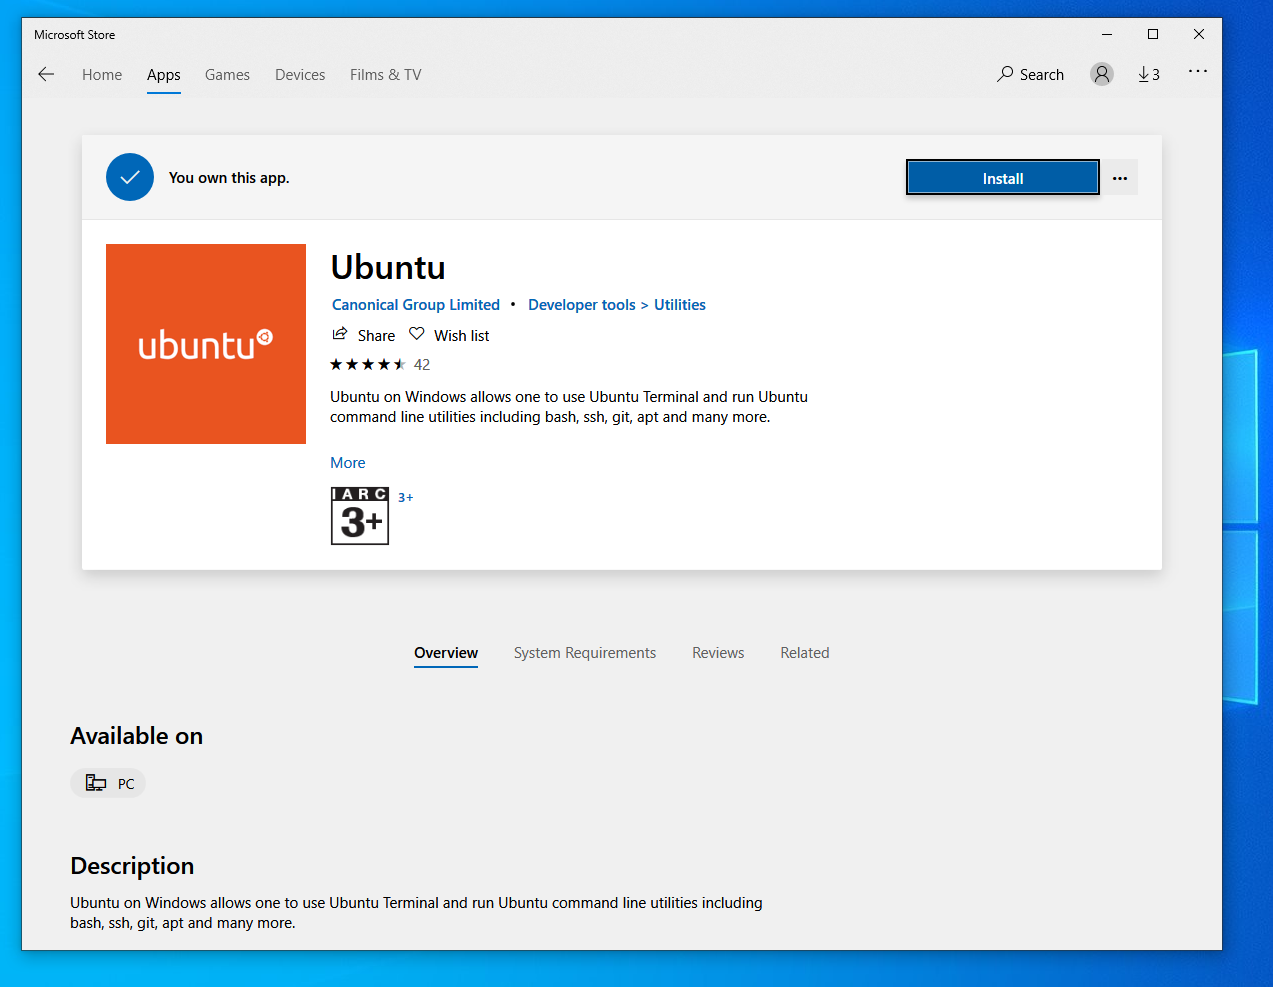 Microsoft Store
Home Apps Games Devices Films & TV Search 3
You own this app. Install
ubuntu
Ubuntu
Canonical Group Limited • Developer tools > Utilities
Share Wish list
42
Ubuntu on Windows allows one to use Ubuntu Terminal and run Ubuntu
command line utilities including bash, ssh, git, apt and many more.
More
IARC
3+
3+
Overview System Requirements Reviews Related
Available on
PC
Description
Ubuntu on Windows allows one to use Ubuntu Terminal and run Ubuntu command line utilities including
bash, ssh, git, apt and many more.